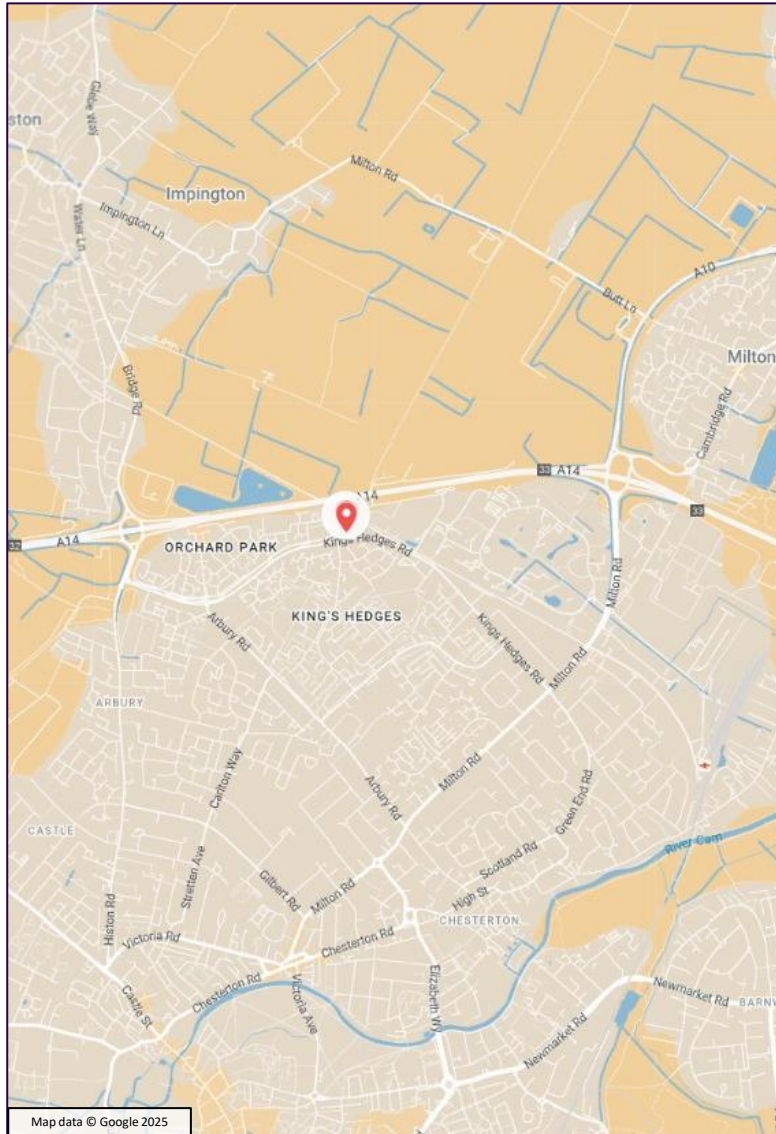 Glebe Way
ston
Milton Rd
Impington
Impington Ln
Water Ln
A10
Butt Ln
Milton
Bridge Rd
Cambridge Rd
33 A14
A14
33
32 A14
ORCHARD PARK
Kings Hedges Rd
Milton Rd
KING'S HEDGES
Arbury Rd
Kings Hedges Rd
Milton Rd
ARBURY
Carlton Way
Milton Rd
Arbury Rd
Green End Rd
CASTLE
River Cam
Scotland Rd
Stretten Ave
Gilbert Rd
Milton Rd
High St
Histon Rd
CHESTERTON
Victoria Rd
Chesterton Rd
Chesterton Rd
Victoria Ave
Elizabeth Wy
Newmarket Rd
BARNW
Castle St
Newmarket Rd
Map data © Google 2025